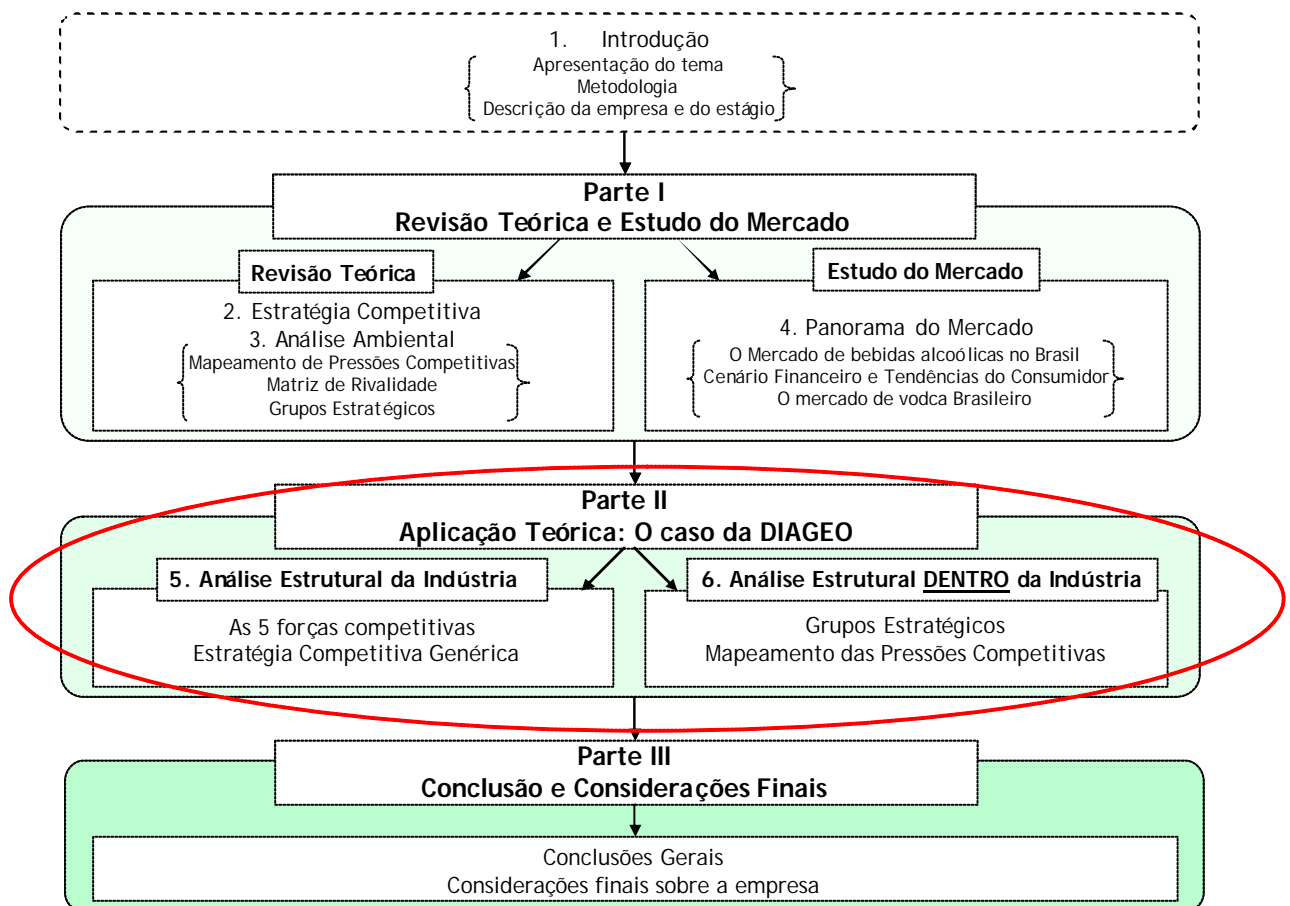 1. Introdução
Apresentação do tema
Metodologia
Descrição da empresa e do estágio
Parte I
Revisão Teórica e Estudo do Mercado
Revisão Teórica
2. Estratégia Competitiva
3. Análise Ambiental
Mapeamento de Pressões Competitivas
Matriz de Rivalidade
Grupos Estratégicos
Estudo do Mercado
4. Panorama do Mercado
O Mercado de bebidas alcoólicas no Brasil
Cenário Financeiro e Tendências do Consumidor
O mercado de vodca Brasileiro
Parte II
Aplicação Teórica: O caso da DIAGEO
5. Análise Estrutural da Indústria
As 5 forças competitivas
Estratégia Competitiva Genérica
6. Análise Estrutural DENTRO da Indústria
Grupos Estratégicos
Mapeamento das Pressões Competitivas
Parte III
Conclusão e Considerações Finais
Conclusões Gerais
Considerações finais sobre a empresa